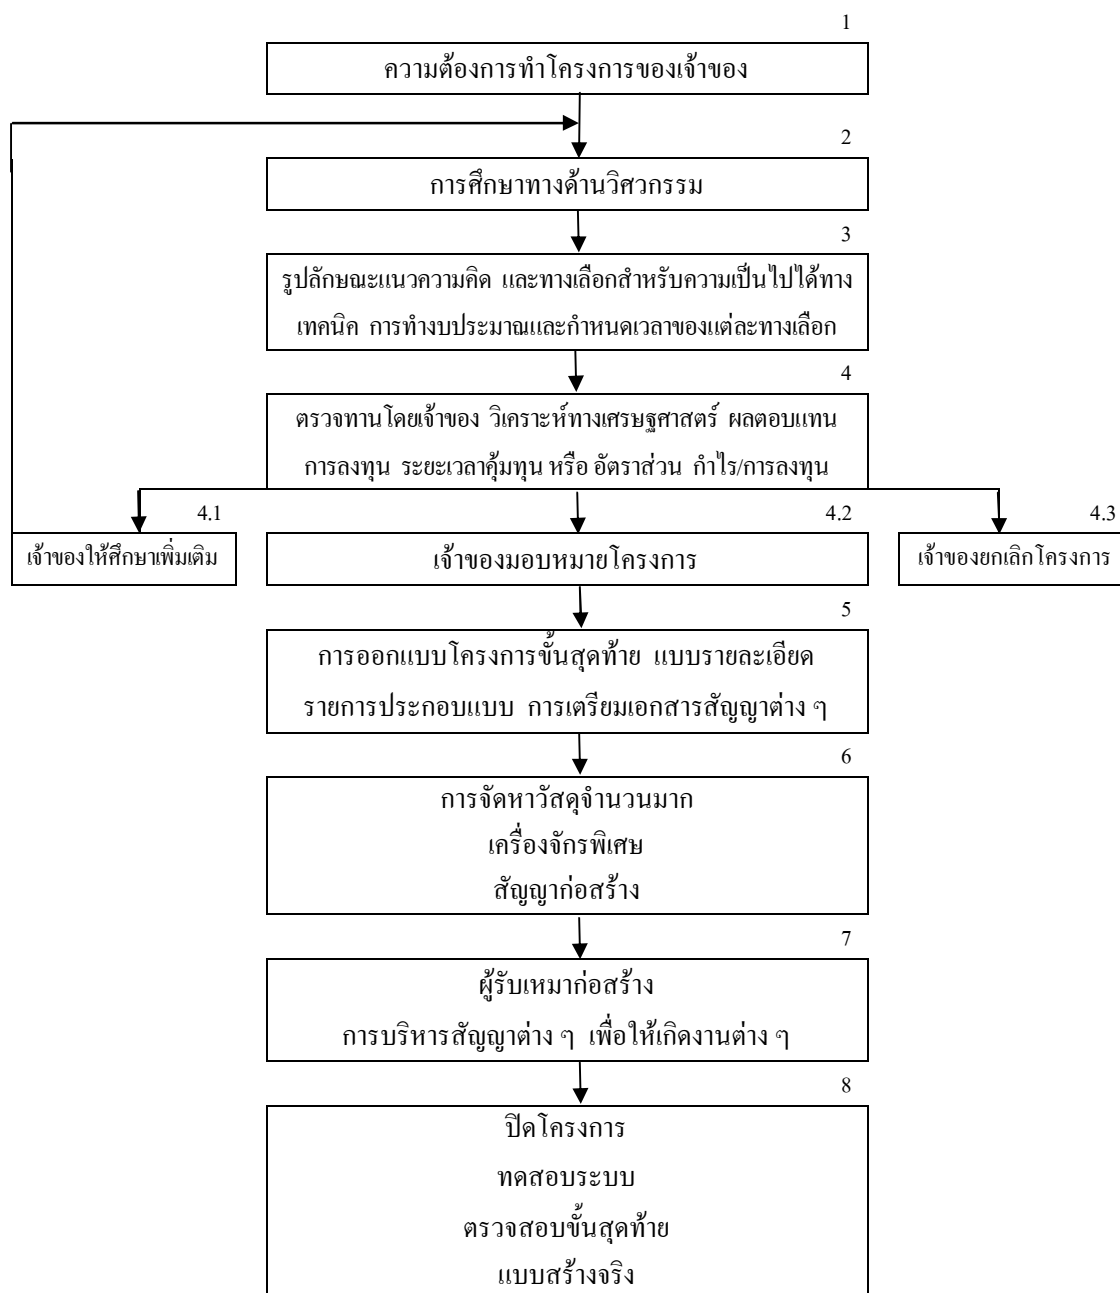 1
ความต้องการทำโครงการของเจ้าของ
2
การศึกษาทางด้านวิศวกรรม
3
รูปลักษณะแนวความคิด และทางเลือกสำหรับความเป็นไปได้ทาง
เทคนิค การทำงบประมาณและกำหนดเวลาของแต่ละทางเลือก
4
ตรวจทานโดยเจ้าของ วิเคราะห์ทางเศรษฐศาสตร์ ผลตอบแทน
การลงทุน ระยะเวลาคุ้มทุน หรือ อัตราส่วน กำไร/การลงทุน
4.1
เจ้าของให้ศึกษาเพิ่มเติม
4.2
เจ้าของมอบหมายโครงการ
4.3
เจ้าของยกเลิกโครงการ
5
การออกแบบโครงการขั้นสุดท้าย แบบรายละเอียด
รายการประกอบแบบ การเตรียมเอกสารสัญญาต่าง ๆ
6
การจัดหาวัสดุจำนวนมาก
เครื่องจักรพิเศษ
สัญญาก่อสร้าง
7
ผู้รับเหมาก่อสร้าง
การบริหารสัญญาต่าง ๆ เพื่อให้เกิดงานต่าง ๆ
8
ปิดโครงการ
ทดสอบระบบ
ตรวจสอบขั้นสุดท้าย
แบบสร้างจริง